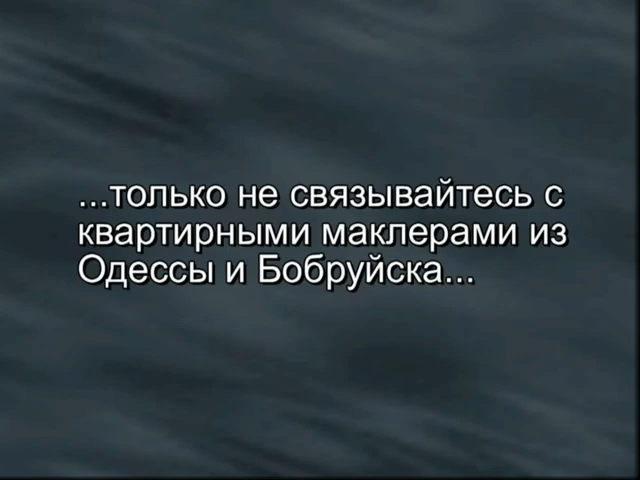 ...только не связывайтесь с
квартирными маклерами из
Одессы и Бобруйска...